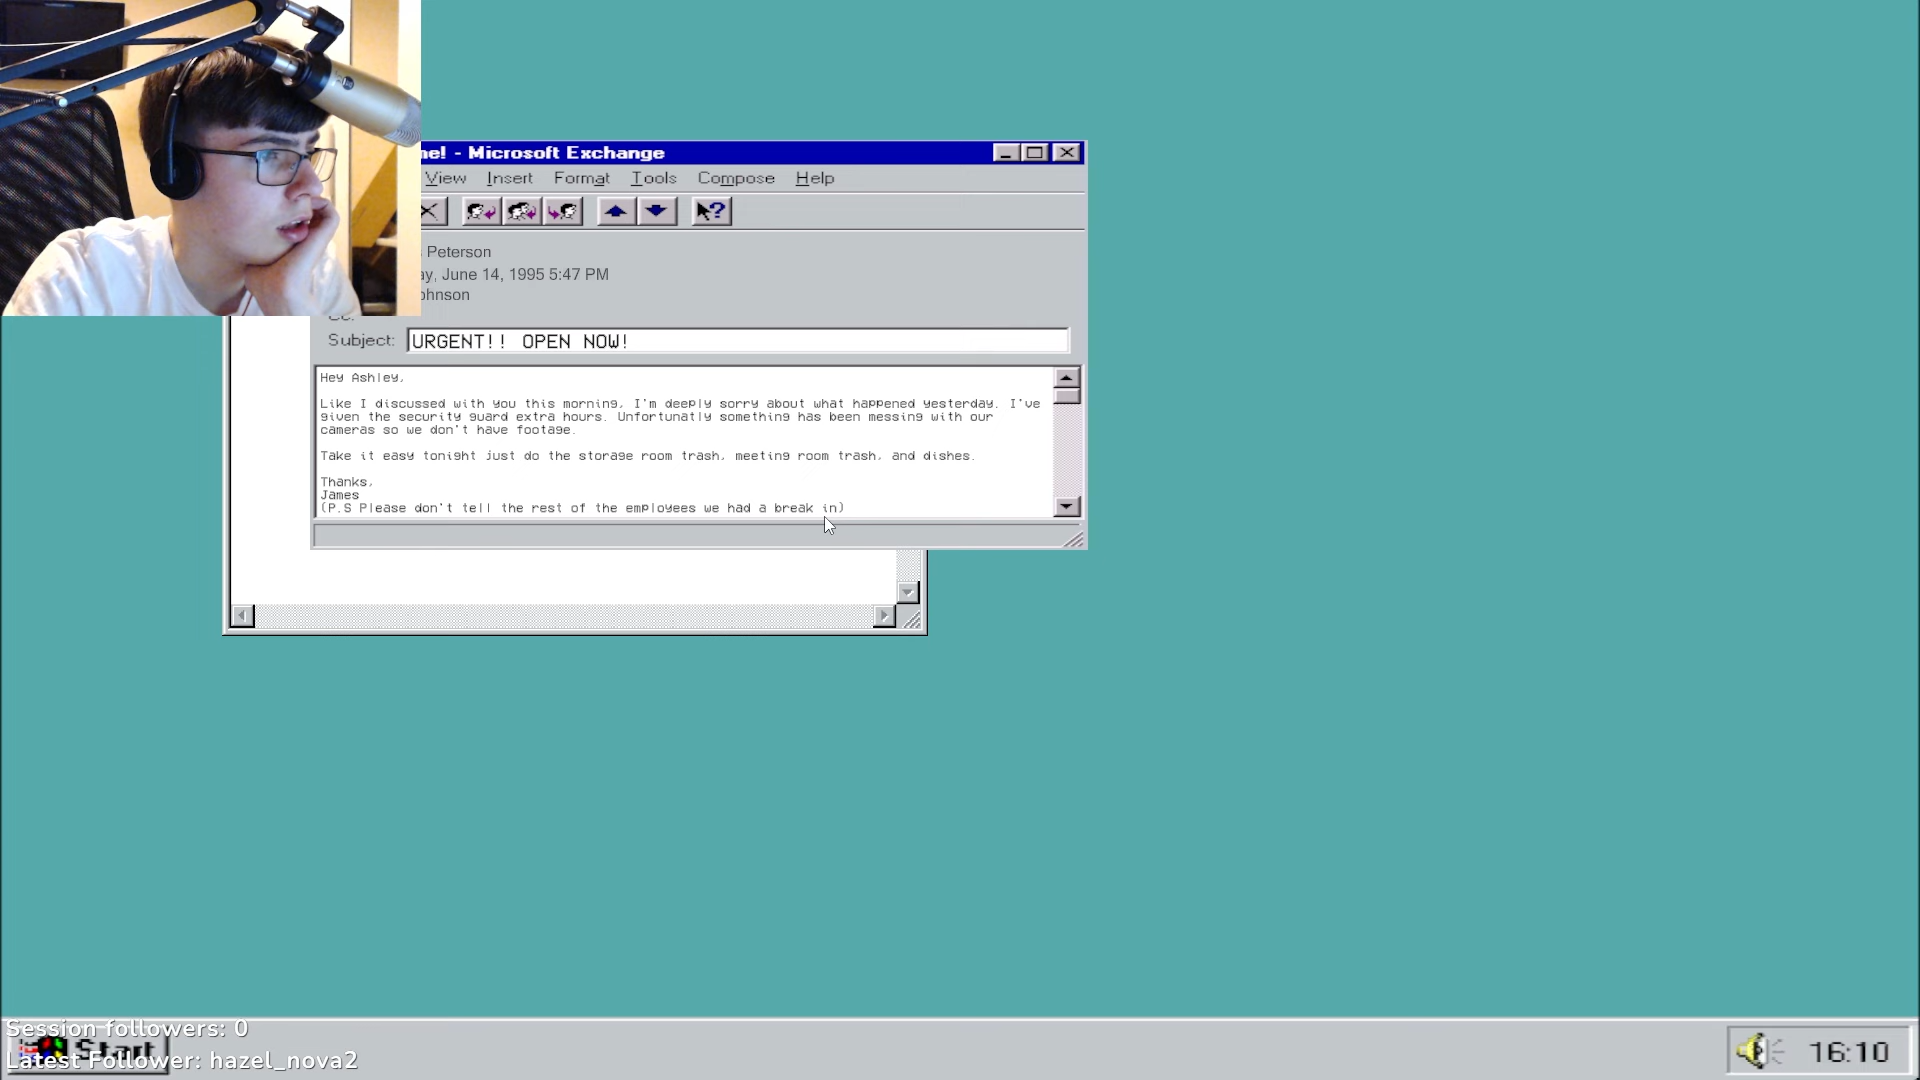 - Microsoft Exchange
View Insert Format Tools Compose Help
Peterson
June 14, 1995 5:47 PM
Subject: URGENT!! OPEN NOW!
Hey Ashley,
Like I discussed with you this morning, I'm deeply sorry about what happened yesterday. I've
given the security guard extra hours. Unfortunatly something has been messing with our
cameras so we don't have footage.
Take it easy tonight just do the storage room trash, meeting room trash, and dishes.
Thanks,
James
(P.S Please don't tell the rest of the employees we had a break in)
Session followers: 0
Start
Latest Follower: hazel_nova2
16:10